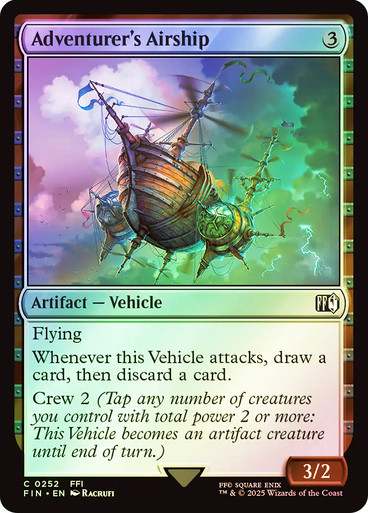 Adventurer's Airship 3
Artifact — Vehicle
Flying
Whenever this Vehicle attacks, draw a
card, then discard a card.
Crew 2 (Tap any number of creatures
you control with total power 2 or more:
This Vehicle becomes an artifact creature
until end of turn.)
3/2
C 0252 FFI
FIN • EN Racrufi
FF© SQUARE ENIX
™ & © 2025 Wizards of the Coast